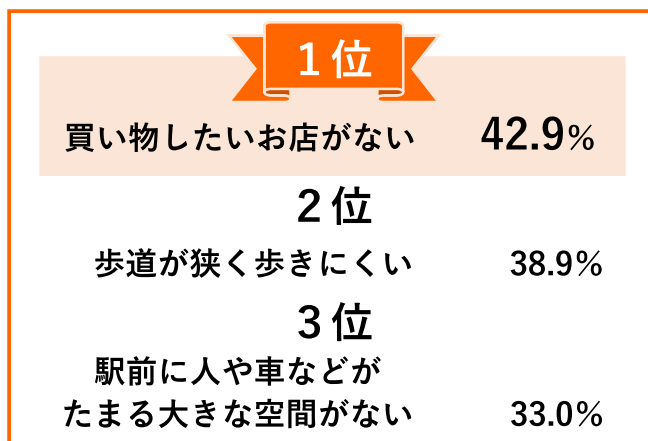 1位
買い物したいお店がない 42.9%
2位
歩道が狭く歩きにくい 38.9%
3位
駅前に人や車などが
たまる大きな空間がない 33.0%